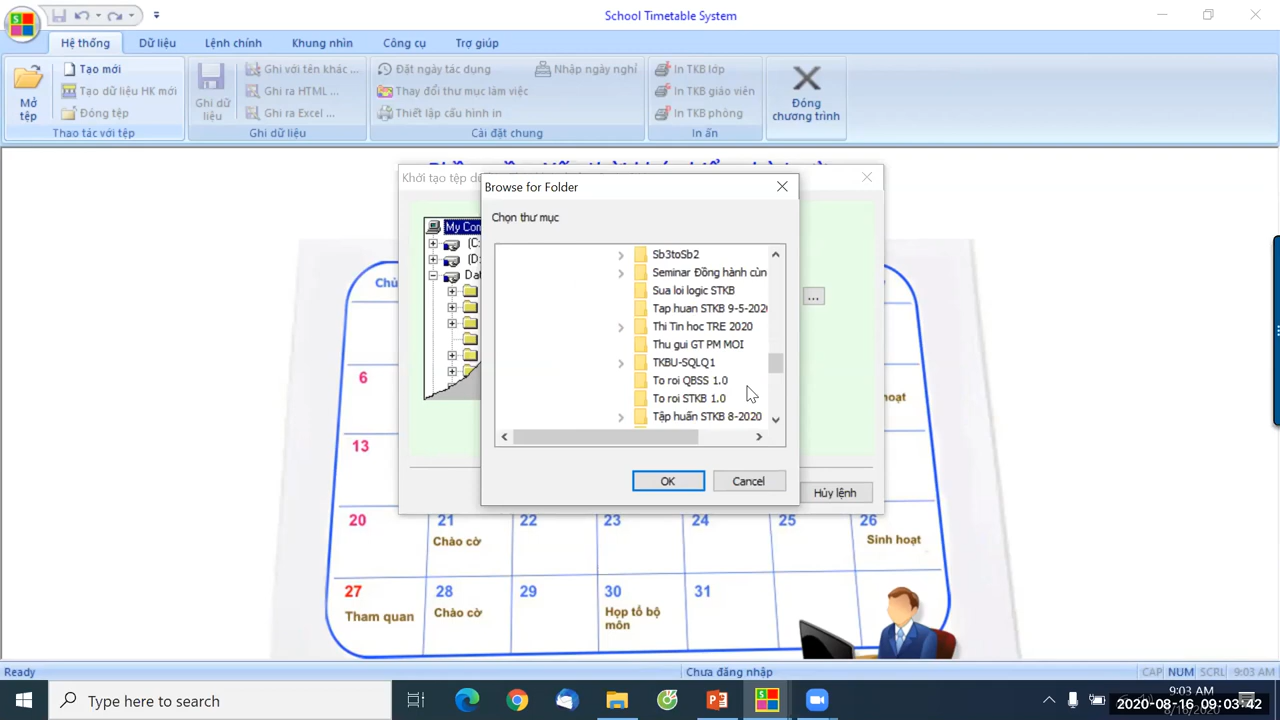 School Timetable System
Hệ thống
Dữ liệu
Lệnh chính
Khung nhìn
Công cụ
Trợ giúp
Mở tệp
Tạo mới
Tạo dữ liệu HK mới
Đóng tệp
Thao tác với tệp
Ghi dữ liệu
Ghi với tên khác ...
Ghi ra HTML ...
Ghi ra Excel ...
Ghi dữ liệu
Đặt ngày tác dụng
Nhập ngày nghỉ
Thay đổi thư mục làm việc
Thiết lập cấu hình in
Cài đặt chung
In TKB lớp
In TKB giáo viên
In TKB phòng
In ấn
Đóng chương trình
Khởi tạo tệp
Browse for Folder
Chọn thư mục
My Con
(C:
(D:
Dat
...
Sb3toSb2
Seminar Đồng hành cùn
Sua loi logic STKB
Tap huan STKB 9-5-202
Thi Tin hoc TRE 2020
Thu gui GT PM MOI
TKBU-SQLQ1
To roi QBSS 1.0
To roi STKB 1.0
Tập huấn STKB 8-2020
OK
Cancel
Hủy lệnh
6
13
20
21
22
23
24
25
26
Chào cờ
Sinh hoạt
27
28
29
30
31
Tham quan
Chào cờ
Họp tổ bộ
môn
Ready
Chưa đăng nhập
CAP NUM SCRL 9:03 AM
Type here to search
9:03 AM
2020-08-16 09:03:42